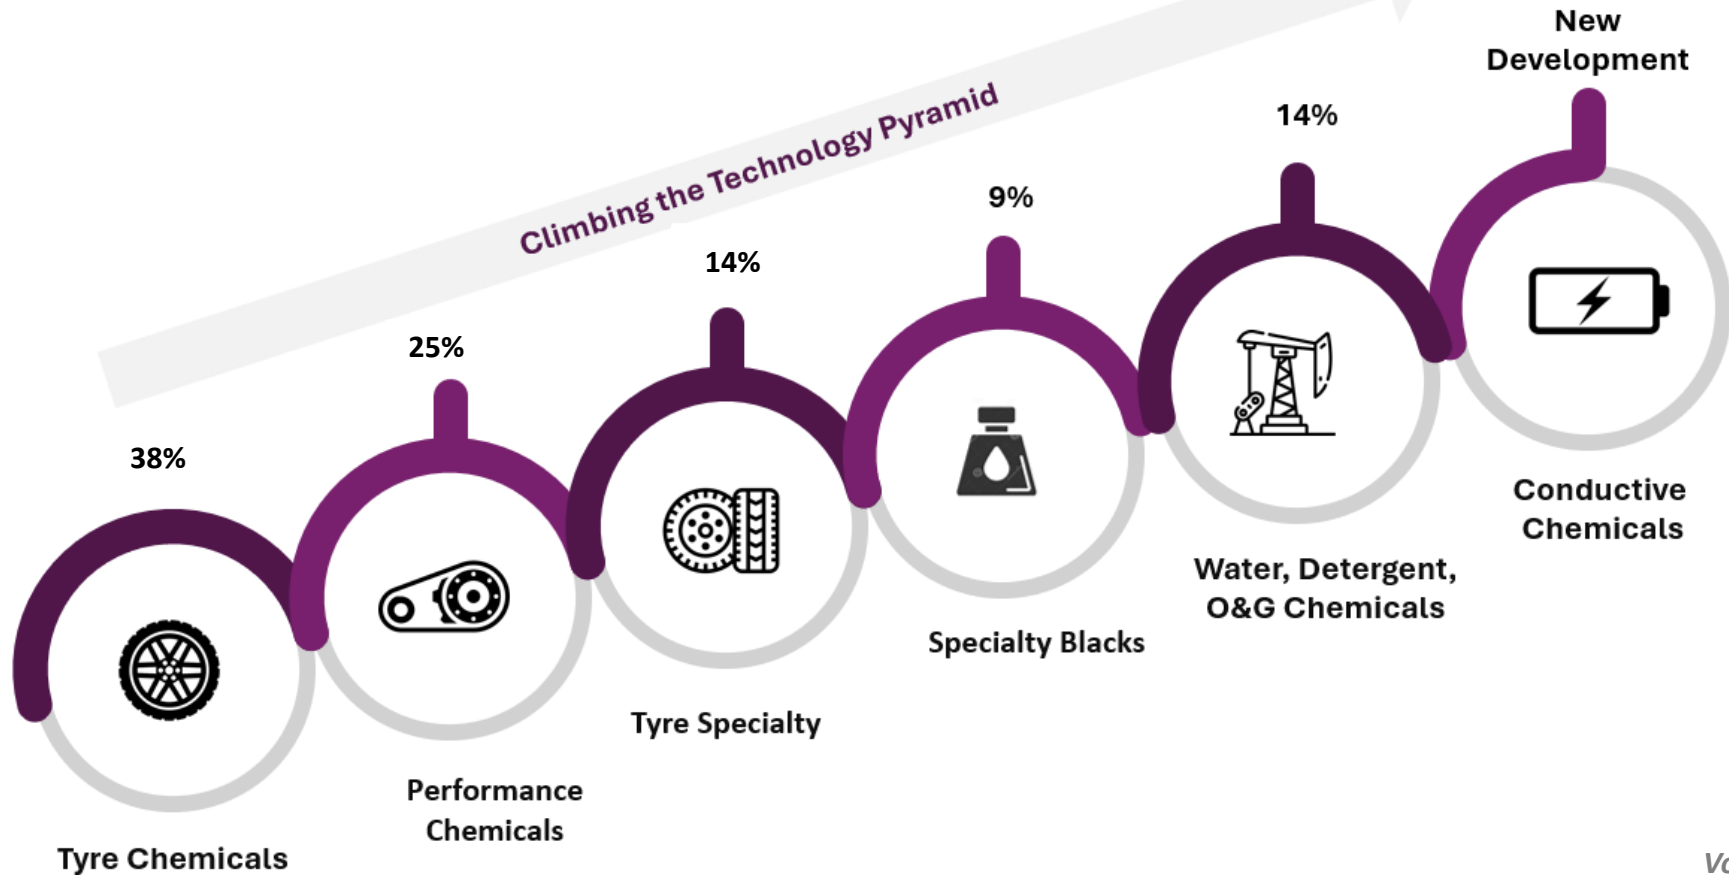 New
Development
Climbing the Technology Pyramid
14%
9%
14%
25%
38%
Conductive
Chemicals
Water, Detergent,
O&G Chemicals
Specialty Blacks
Tyre Specialty
Performance
Chemicals
Tyre Chemicals